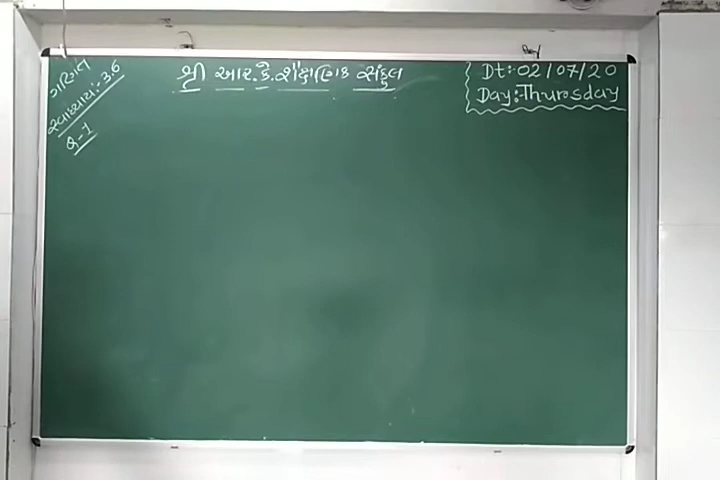 ગણિત
સ્વાધ્યાય:- 3.6
Q-1
શ્રી આર.કે.શૈક્ષણિક સંકુલ
Dt:-02/07/20
Day:Thursday